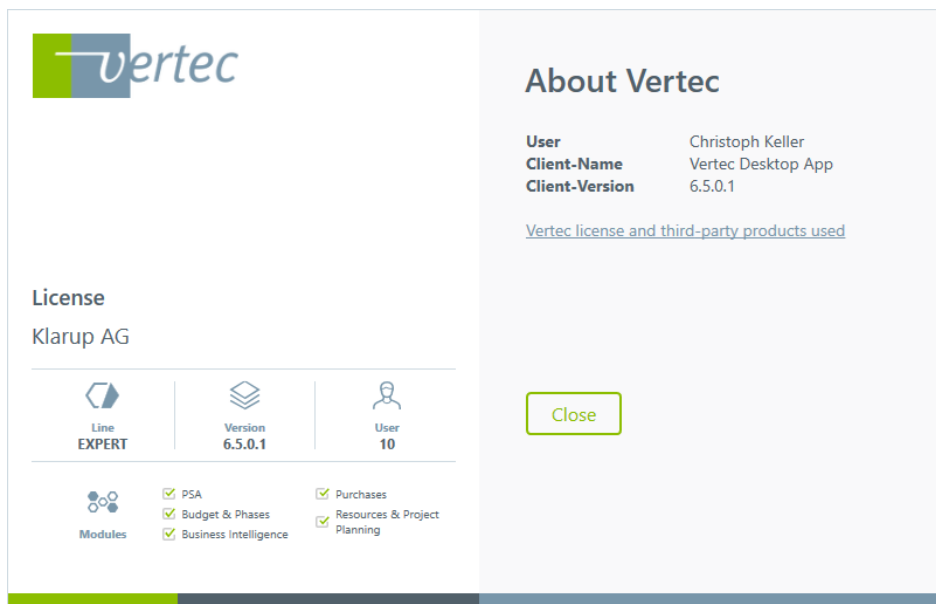 vertec
License
Klarup AG
Line
EXPERT
Version
6.5.0.1
User
10
Modules
PSA
Budget & Phases
Business Intelligence
Purchases
Resources & Project
Planning
About Vertec
User Christoph Keller
Client-Name Vertec Desktop App
Client-Version 6.5.0.1
Vertec license and third-party products used
Close